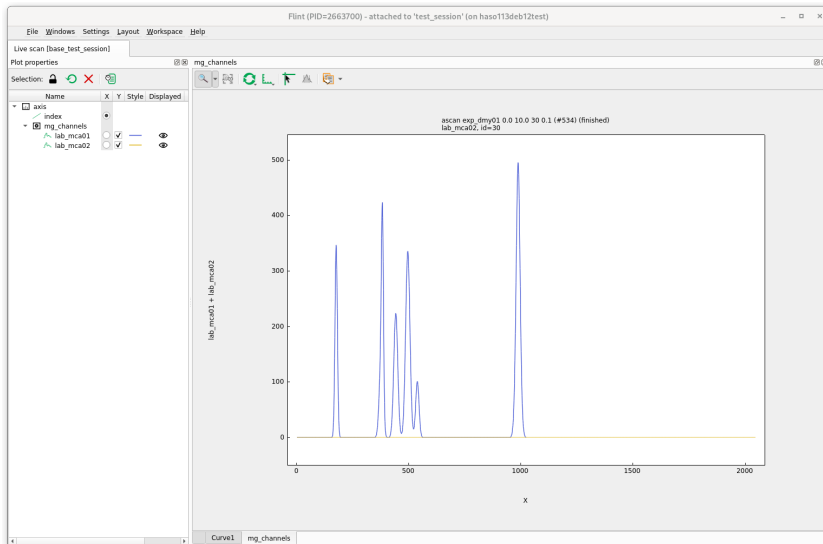 Flint (PID=2663700) - attached to 'test_session' (on haso113deb12test)
File Windows Settings Layout Workspace Help
Live scan [base_test_session]
Plot properties
Selection:
Name X Y Style Displayed
axis
index
mg_channels
lab_mca01
lab_mca02
mg_channels
ascan exp_dmy01 0.0 10.0 30 0.1 (#534) (finished)
lab_mca02, id=30
lab_mca01 + lab_mca02
500
400
300
200
100
0
0 500 1000 1500 2000
X
Curve1 mg_channels